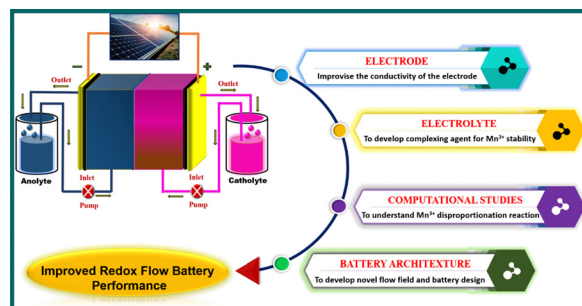 −
+
Outlet
Outlet
Anolyte
Inlet
Pump
Inlet
Pump
Catholyte
ELECTRODE
Improvise the conductivity of the electrode
ELECTROLYTE
To develop complexing agent for Mn³⁺ stability
COMPUTATIONAL STUDIES
To understand Mn³⁺ disproportionation reaction
BATTERY ARCHITEXTURE
To develop novel flow field and battery design
Improved Redox Flow Battery
Performance